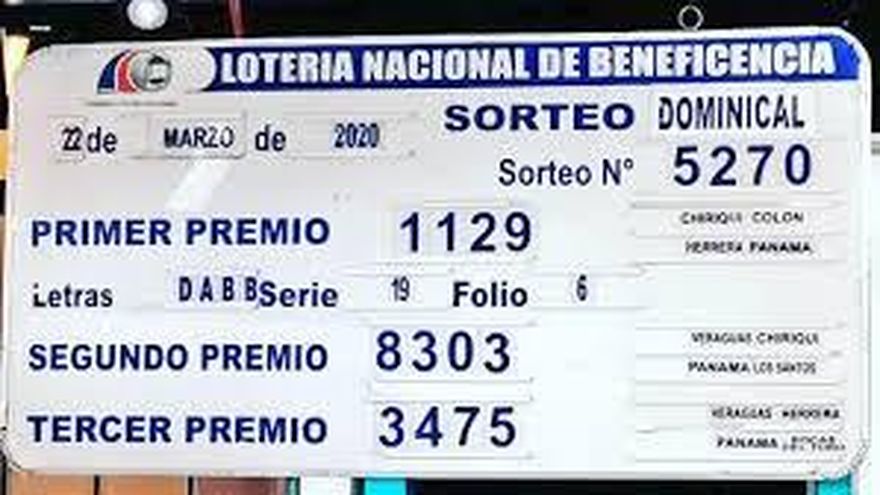 LOTERIA NACIONAL DE BENEFICENCIA
22 de MARZO de 2020 SORTEO DOMINICAL
Sorteo N° 5270
PRIMER PREMIO 1129 CHIRIQUI COLON
HERRERA PANAMA
Letras DABB Serie 19 Folio 6
SEGUNDO PREMIO 8303 VERAGUAS CHIRIQUI
PANAMA LOS SANTOS
TERCER PREMIO 3475 VERAGUAS HERRERA
PANAMA